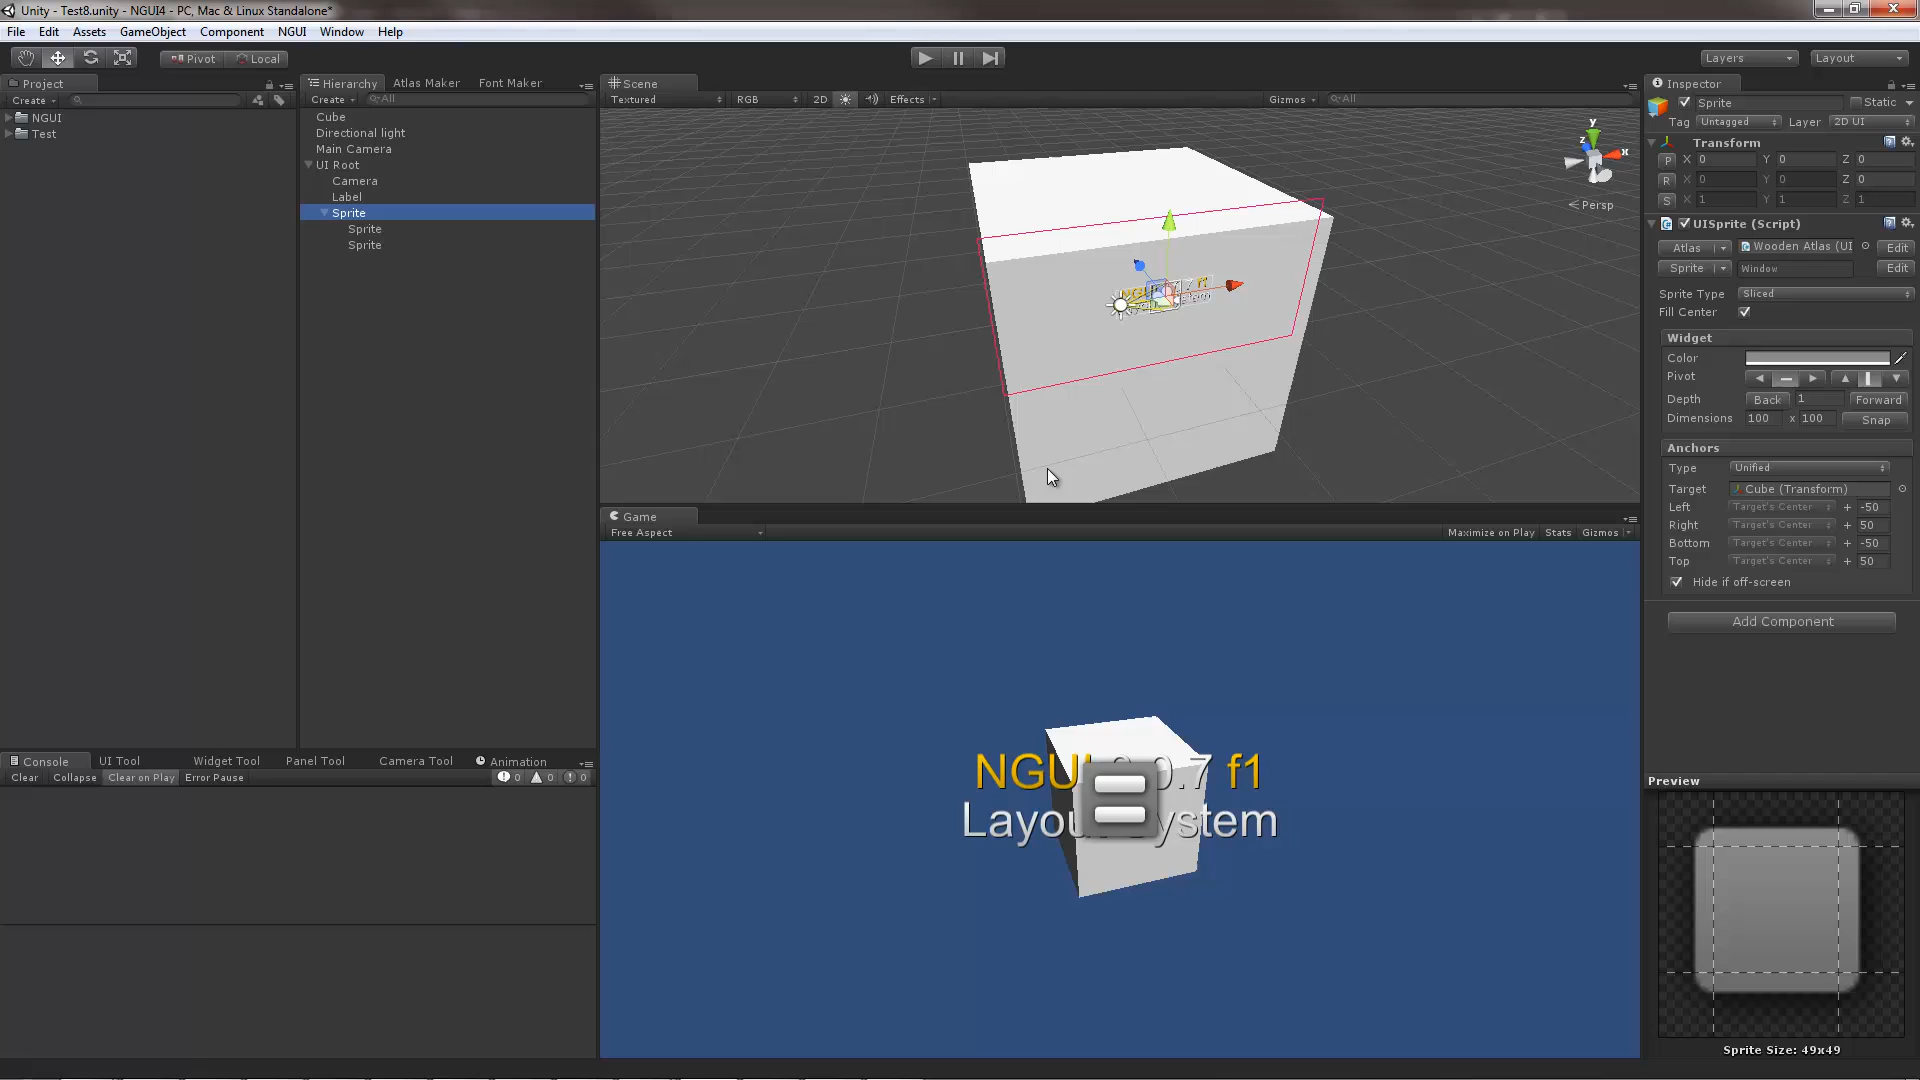 Unity - Test8.unity - NGUI4 - PC, Mac & Linux Standalone*
File Edit Assets GameObject Component NGUI Window Help
Pivot Local Layers Layout
Project
Create
NGUI
Test
Hierarchy Atlas Maker Font Maker
Create All
Cube
Directional light
Main Camera
UI Root
Camera
Label
Sprite
Sprite
Sprite
Scene
Textured RGB 2D Effects Gizmos All
y
z
x
Persp
Game
Free Aspect Maximize on Play Stats Gizmos
f1
Layou ystem
Console UI Tool Widget Tool Panel Tool Camera Tool Animation
Clear Collapse Clear on Play Error Pause 0 0 0
Inspector
Sprite Static
Tag Untagged Layer 2D UI
Transform
P X 0 Y 0 Z 0
R X 0 Y 0 Z 0
S X 1 Y 1 Z 1
UISprite (Script)
Atlas Wooden Atlas (UI Edit
Sprite Window Edit
Sprite Type Sliced
Fill Center
Widget
Color
Pivot
Depth Back 1 Forward
Dimensions 100 x 100 Snap
Anchors
Type Unified
Target Cube (Transform)
Left Target's Center + -50
Right Target's Center + 50
Bottom Target's Center + -50
Top Target's Center + 50
Hide if off-screen
Add Component
Preview
Sprite Size: 49x49